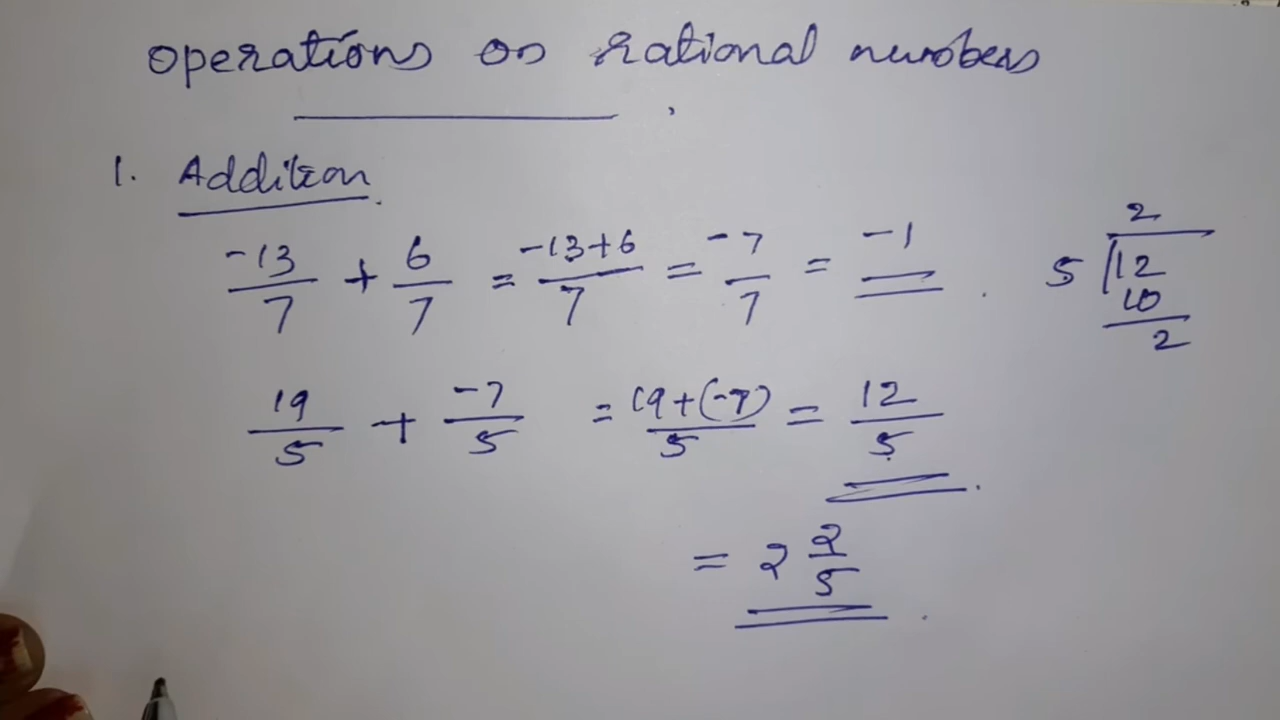 operations on rational numbers
1. Addition
-13/7 + 6/7 = -13+6/7 = -7/7 = -1
19/5 + -7/5 = 19+(-7)/5 = 12/5
= 2 2/5
2
5 12
10
2